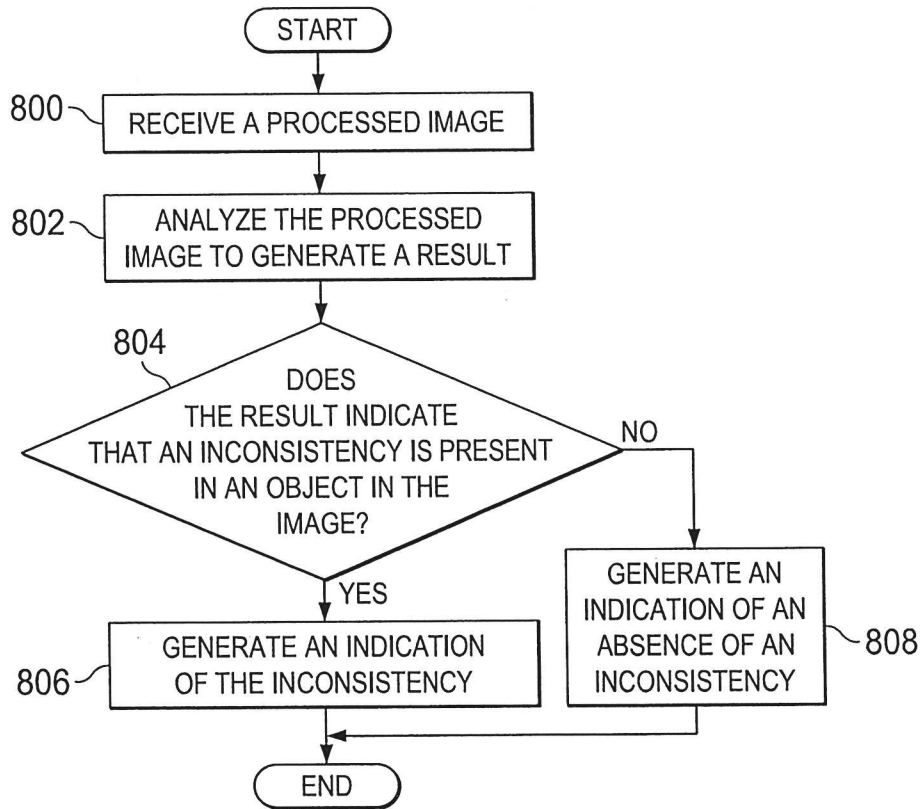 START
800
RECEIVE A PROCESSED IMAGE
802
ANALYZE THE PROCESSED
IMAGE TO GENERATE A RESULT
804
DOES
THE RESULT INDICATE
THAT AN INCONSISTENCY IS PRESENT
IN AN OBJECT IN THE
IMAGE?
NO
YES
806
GENERATE AN INDICATION
OF THE INCONSISTENCY
GENERATE AN
INDICATION OF AN
ABSENCE OF AN
INCONSISTENCY
808
END